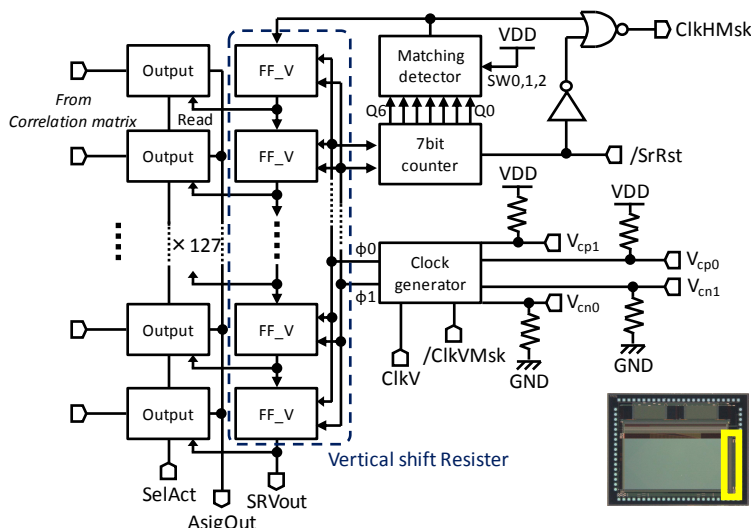 ClkHMsk
VDD
Matching
detector
SW0,1,2
Output
FF_V
From
Correlation matrix
Read
Q6
Q0
Output
FF_V
7bit
counter
/SrRst
VDD
VDD
× 127
Vcp1
Vcp0
ϕ0
Clock
generator
ϕ1
Vcn1
Vcn0
Output
FF_V
/ClkVMsk
ClkV
GND
GND
Output
FF_V
Vertical shift Resister
SelAct
SRVout
AsigOut